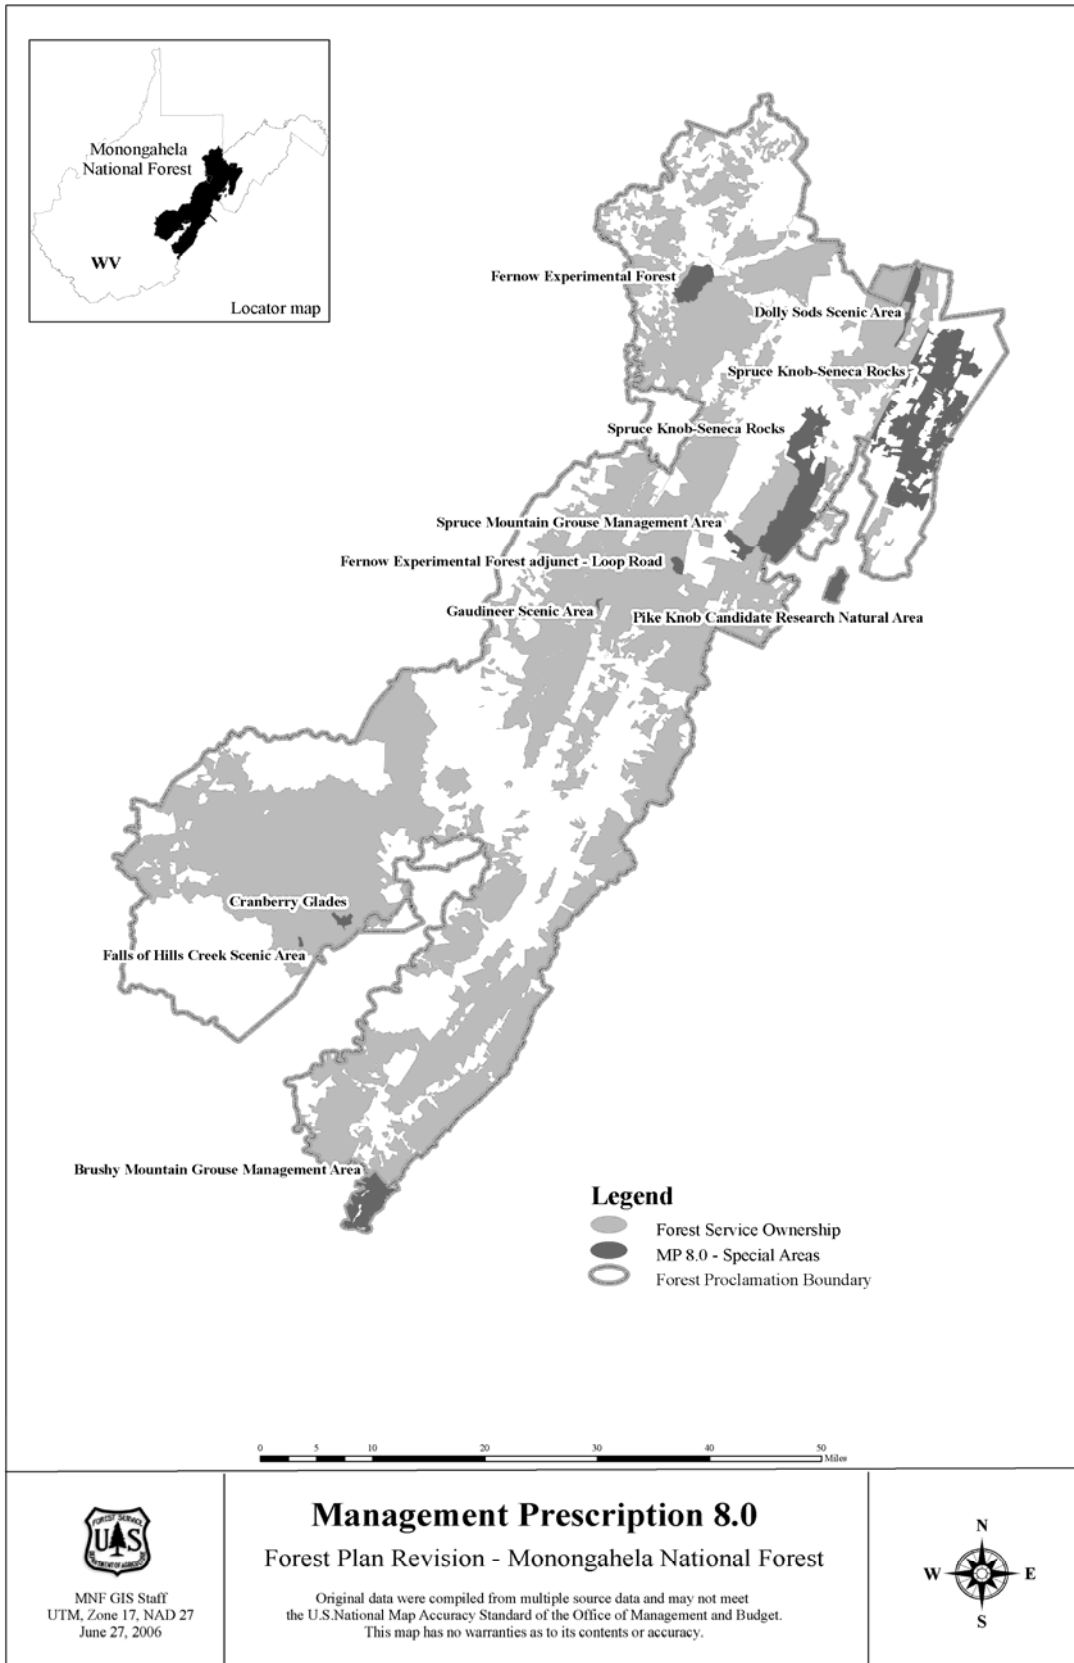 Monongahela
National Forest
WV
Locator map
Fernow Experimental Forest
Dolly Sods Scenic Area
Spruce Knob-Seneca Rocks
Spruce Knob-Seneca Rocks
Spruce Mountain Grouse Management Area
Fernow Experimental Forest adjunct - Loop Road
Gaudineer Scenic Area
Pike Knob Candidate Research Natural Area
Cranberry Glades
Falls of Hills Creek Scenic Area
Brushy Mountain Grouse Management Area
Legend
Forest Service Ownership
MP 8.0 - Special Areas
Forest Proclamation Boundary
0 5 10 20 30 40 50
Miles
FOREST SERVICE
U S
DEPARTMENT OF AGRICULTURE
MNF GIS Staff
UTM, Zone 17, NAD 27
June 27, 2006
Management Prescription 8.0
Forest Plan Revision - Monongahela National Forest
Original data were compiled from multiple source data and may not meet
the U.S.National Map Accuracy Standard of the Office of Management and Budget.
This map has no warranties as to its contents or accuracy.
N
W E
S